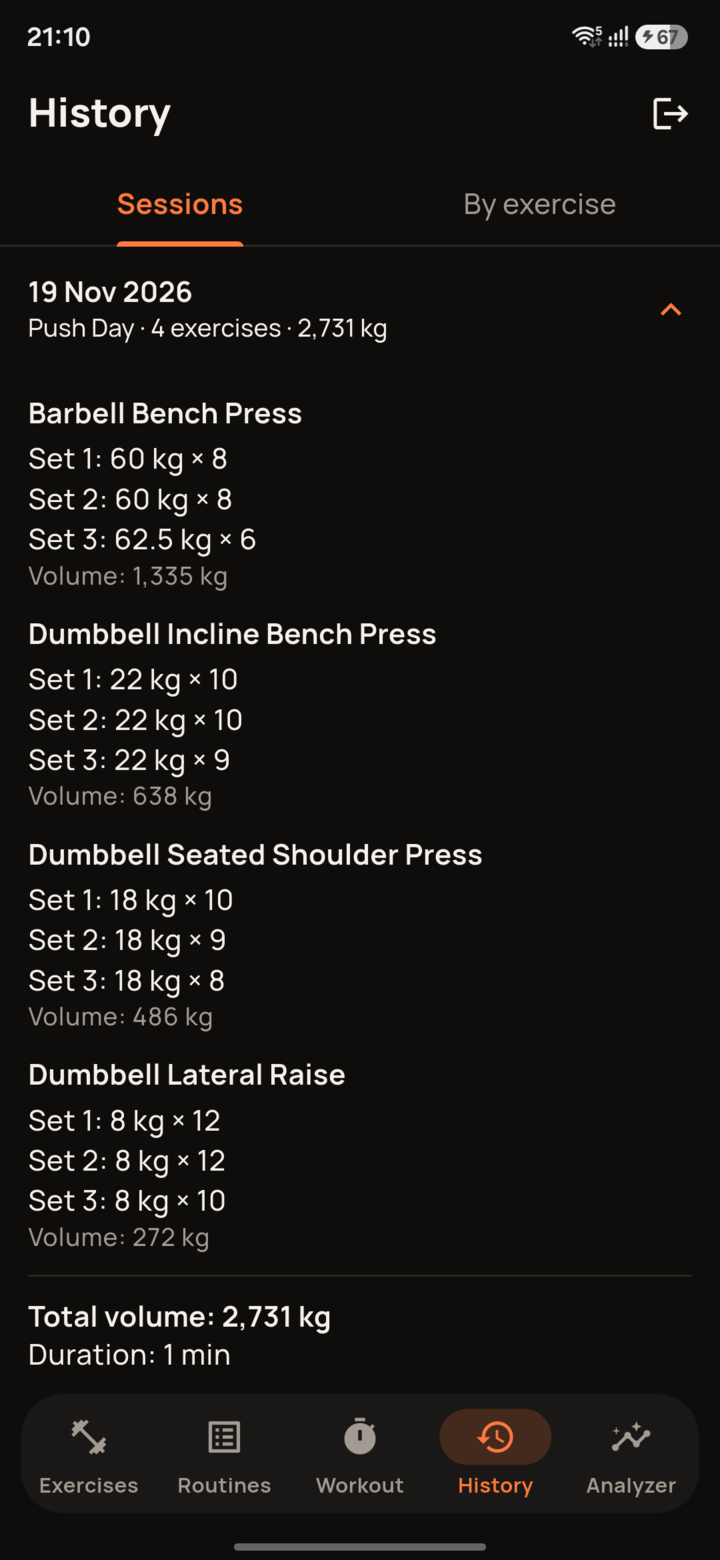 21:10
5
67
History
Sessions
By exercise
19 Nov 2026
Push Day · 4 exercises · 2,731 kg
Barbell Bench Press
Set 1: 60 kg × 8
Set 2: 60 kg × 8
Set 3: 62.5 kg × 6
Volume: 1,335 kg
Dumbbell Incline Bench Press
Set 1: 22 kg × 10
Set 2: 22 kg × 10
Set 3: 22 kg × 9
Volume: 638 kg
Dumbbell Seated Shoulder Press
Set 1: 18 kg × 10
Set 2: 18 kg × 9
Set 3: 18 kg × 8
Volume: 486 kg
Dumbbell Lateral Raise
Set 1: 8 kg × 12
Set 2: 8 kg × 12
Set 3: 8 kg × 10
Volume: 272 kg
Total volume: 2,731 kg
Duration: 1 min
Exercises
Routines
Workout
History
Analyzer